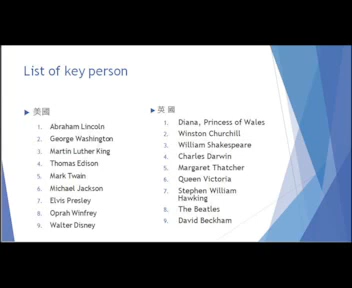 List of key person
美國
1. Abraham Lincoln
2. George Washington
3. Martin Luther King
4. Thomas Edison
5. Mark Twain
6. Michael Jackson
7. Elvis Presley
8. Oprah Winfrey
9. Walter Disney
英國
1. Diana, Princess of Wales
2. Winston Churchill
3. William Shakespeare
4. Charles Darwin
5. Margaret Thatcher
6. Queen Victoria
7. Stephen William
Hawking
8. The Beatles
9. David Beckham